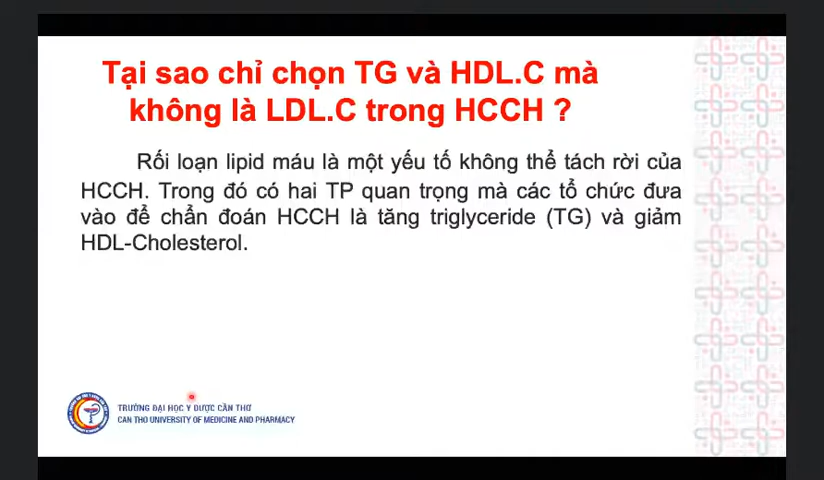 Tại sao chỉ chọn TG và HDL.C mà
không là LDL.C trong HCCH ?
Rối loạn lipid máu là một yếu tố không thể tách rời của
HCCH. Trong đó có hai TP quan trọng mà các tổ chức đưa
vào để chẩn đoán HCCH là tăng triglyceride (TG) và giảm
HDL-Cholesterol.
TRƯỜNG ĐẠI HỌC Y DƯỢC CẦN THƠ
CAN THO UNIVERSITY OF MEDICINE AND PHARMACY